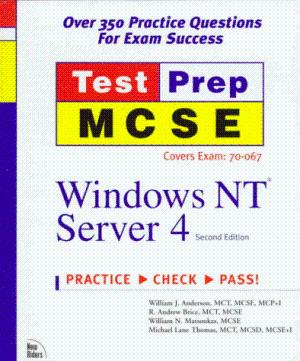 Over 350 Practice Questions
For Exam Success
Test Prep
MCSE
Covers Exam: 70-067
Windows NT®
Server 4 Second Edition
PRACTICE ▶ CHECK ▶ PASS!
William J. Anderson, MCT, MCSE, MCP+I
R. Andrew Brice, MCT, MCSE
William N. Matsoukas, MCSE
Michael Lane Thomas, MCT, MCSD, MCSE+I
New
Riders